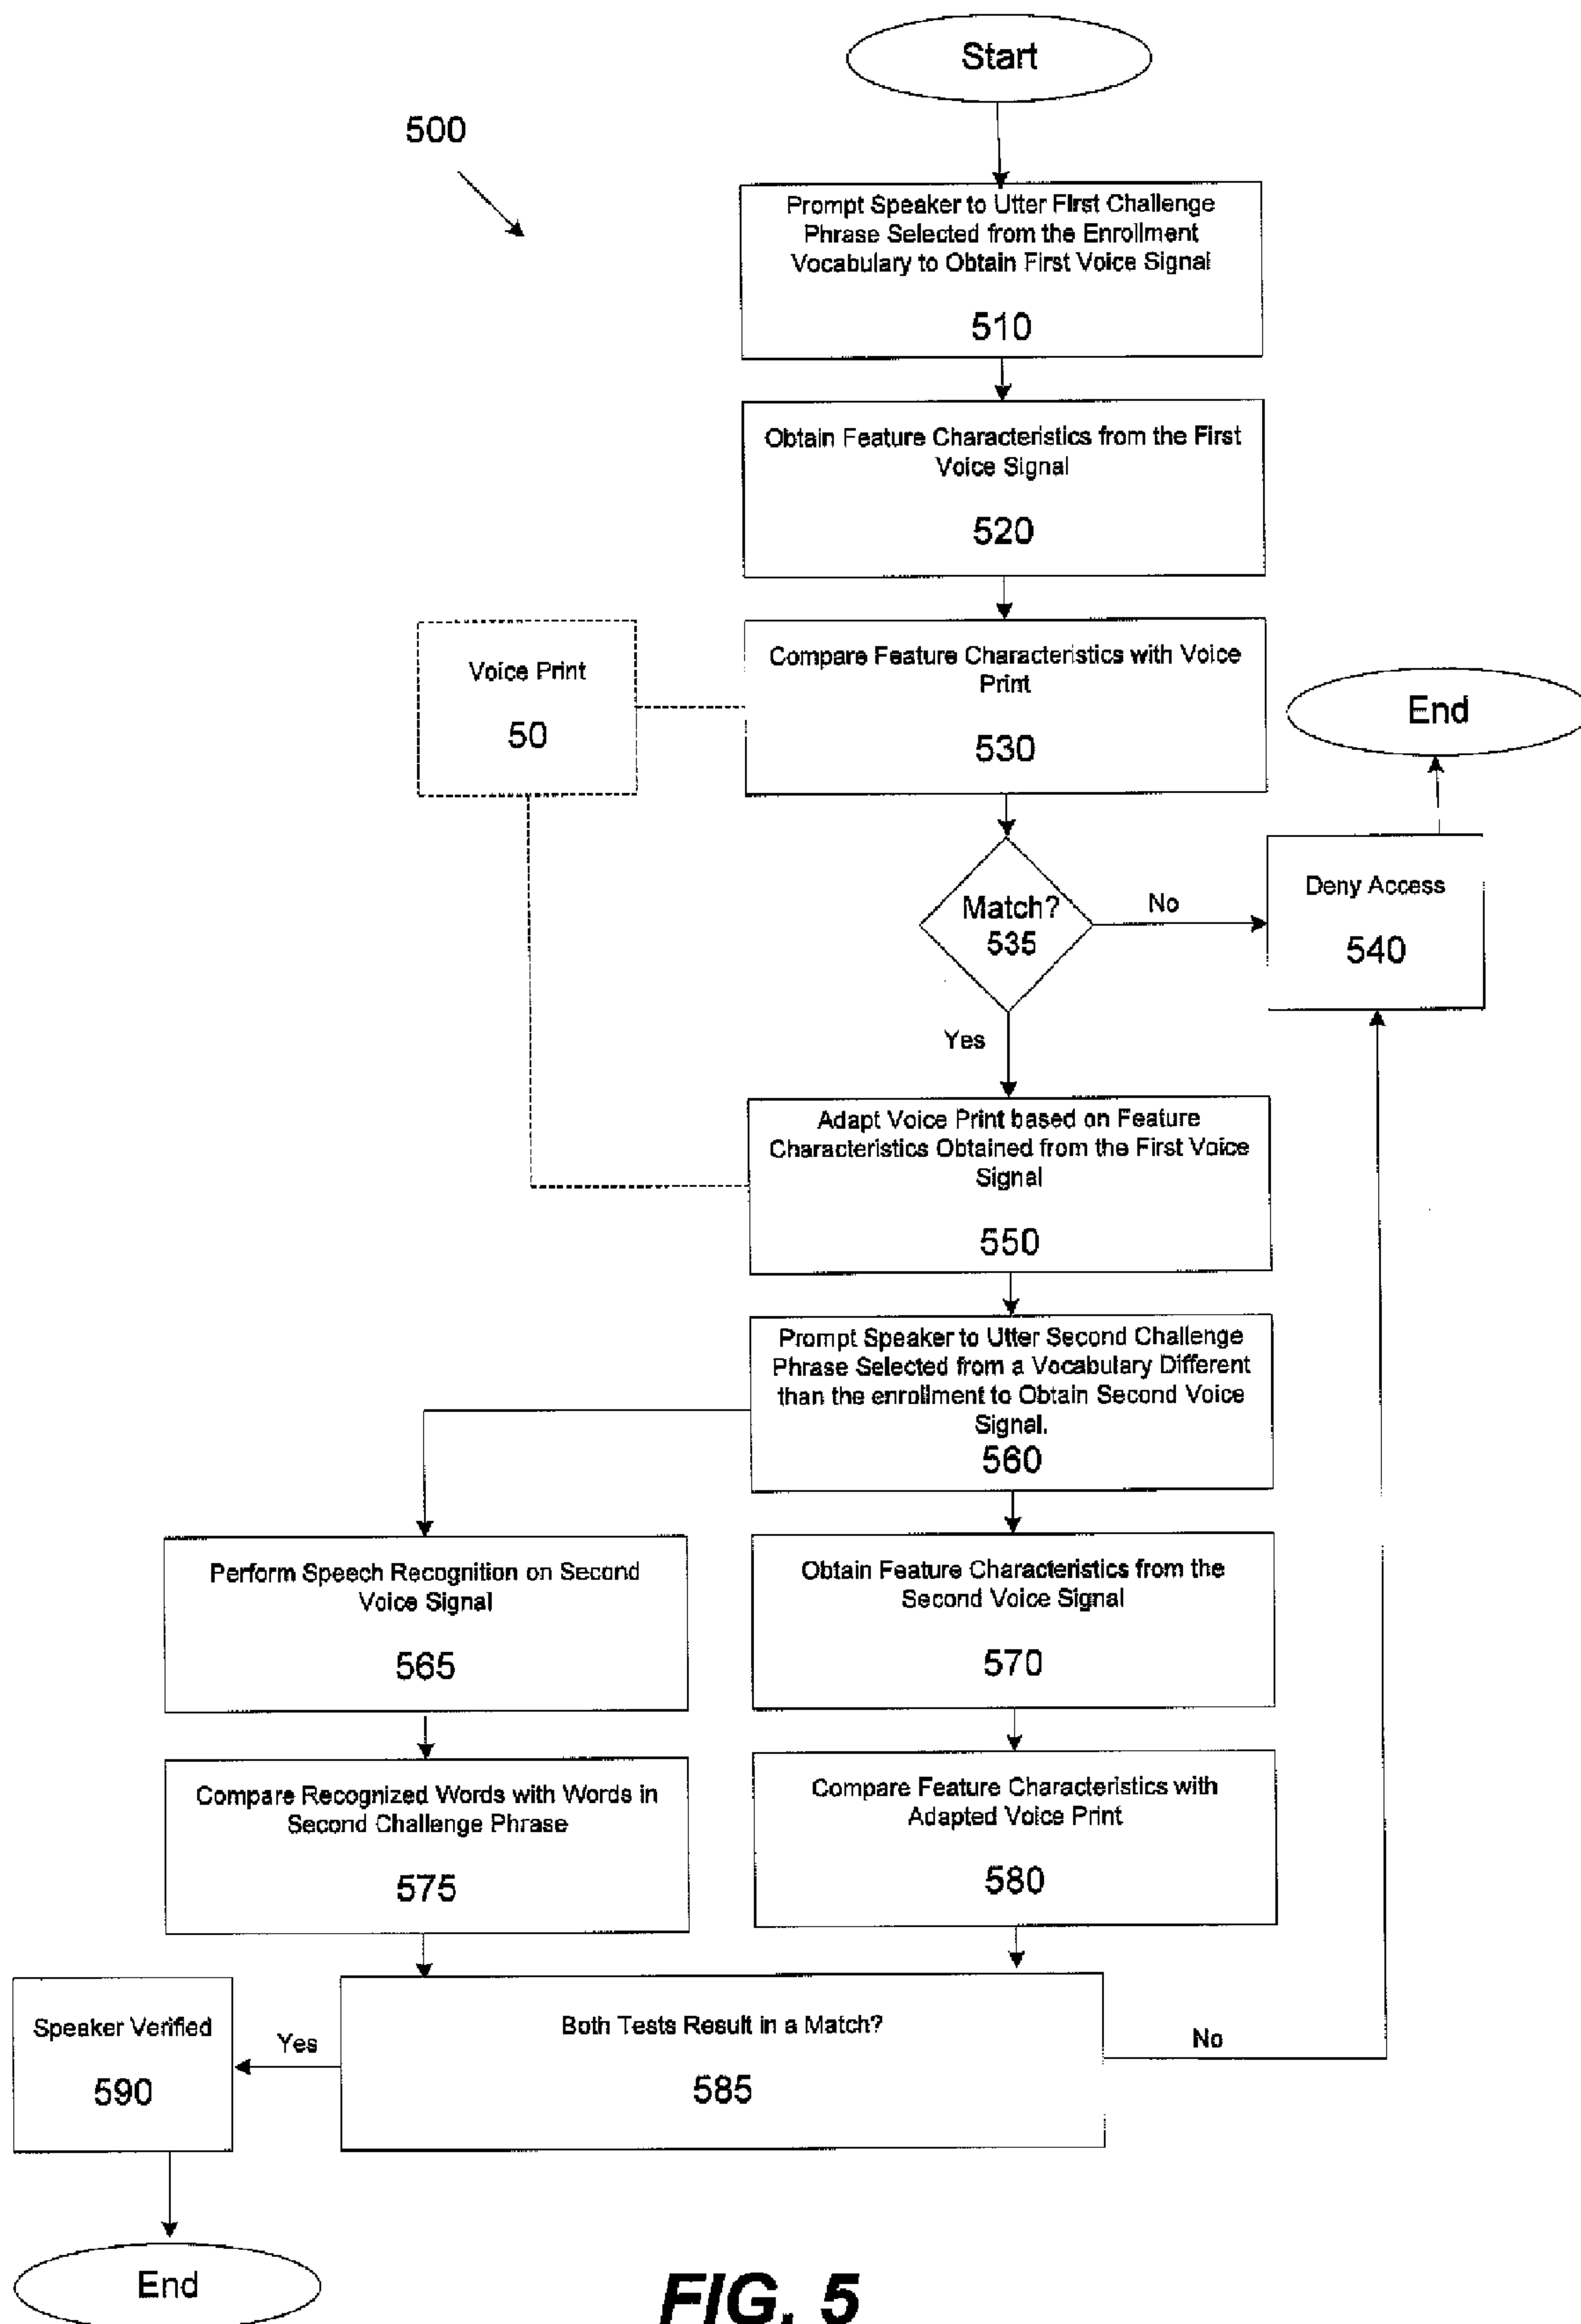 Start
500
Prompt Speaker to Utter First Challenge
Phrase Selected from the Enrollment
Vocabulary to Obtain First Voice Signal
510
Obtain Feature Characteristics from the First
Voice Signal
520
Voice Print
50
Compare Feature Characteristics with Voice
Print
530
End
Match?
535
No
Deny Access
540
Yes
Adapt Voice Print based on Feature
Characteristics Obtained from the First Voice
Signal
550
Prompt Speaker to Utter Second Challenge
Phrase Selected from a Vocabulary Different
than the enrollment to Obtain Second Voice
Signal.
560
Perform Speech Recognition on Second
Voice Signal
565
Obtain Feature Characteristics from the
Second Voice Signal
570
Compare Recognized Words with Words in
Second Challenge Phrase
575
Compare Feature Characteristics with
Adapted Voice Print
580
Speaker Verified
590
Yes
Both Tests Result in a Match?
585
No
End
FIG. 5